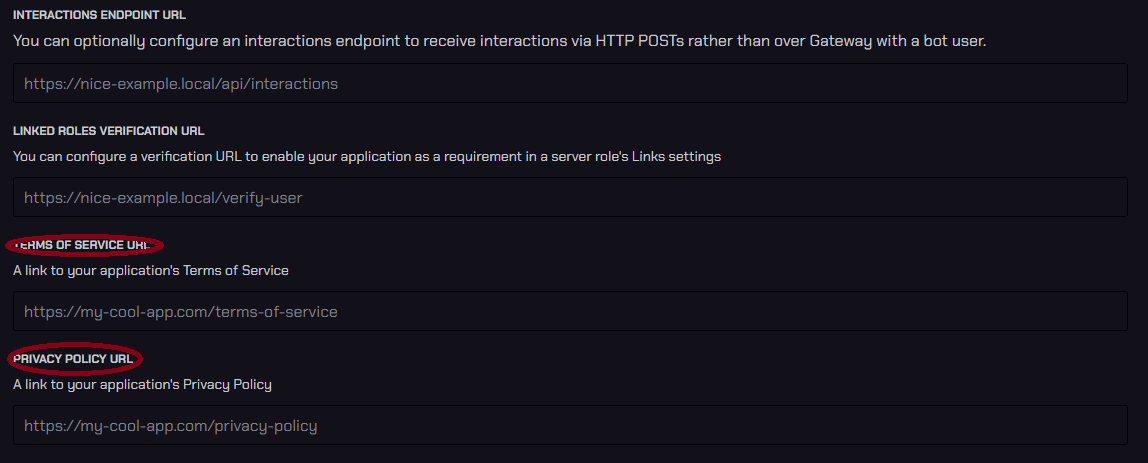 INTERACTIONS ENDPOINT URL
You can optionally configure an interactions endpoint to receive interactions via HTTP POSTs rather than over Gateway with a bot user.
https://nice-example.local/api/interactions
LINKED ROLES VERIFICATION URL
You can configure a verification URL to enable your application as a requirement in a server role's Links settings
https://nice-example.local/verify-user
TERMS OF SERVICE URL
A link to your application's Terms of Service
https://my-cool-app.com/terms-of-service
PRIVACY POLICY URL
A link to your application's Privacy Policy
https://my-cool-app.com/privacy-policy